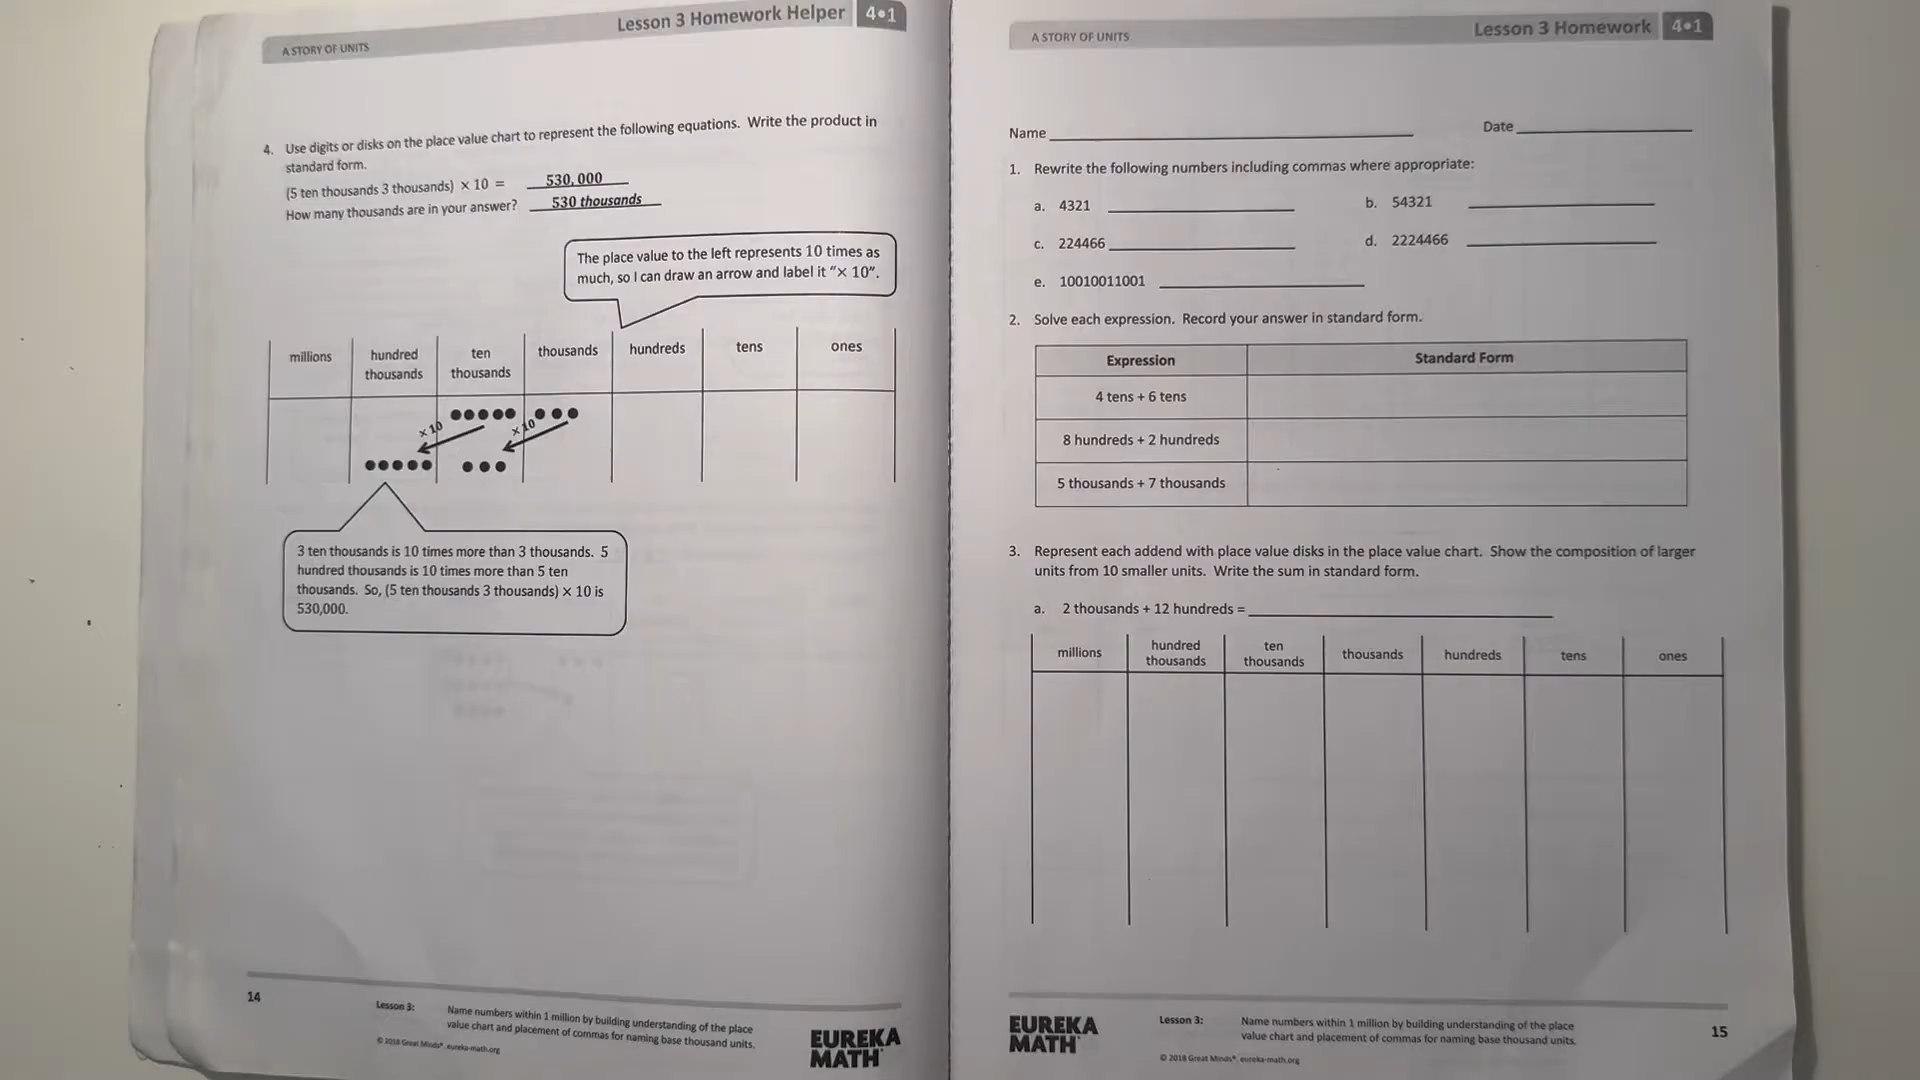 A STORY OF UNITS
Lesson 3 Homework Helper
4•1
4. Use digits or disks on the place value chart to represent the following equations. Write the product in
standard form.
(5 ten thousands 3 thousands) × 10 = 530,000
How many thousands are in your answer? 530 thousands
The place value to the left represents 10 times as
much, so I can draw an arrow and label it "× 10".
millions hundred thousands ten thousands thousands hundreds tens ones
× 10
× 10
3 ten thousands is 10 times more than 3 thousands. 5
hundred thousands is 10 times more than 5 ten
thousands. So, (5 ten thousands 3 thousands) × 10 is
530,000.
14
Lesson 3: Name numbers within 1 million by building understanding of the place
value chart and placement of commas for naming base thousand units.
© 2018 Great Minds®. eureka-math.org
EUREKA
MATH
A STORY OF UNITS
Lesson 3 Homework
4•1
Name
Date
1. Rewrite the following numbers including commas where appropriate:
a. 4321
b. 54321
c. 224466
d. 2224466
e. 10010011001
2. Solve each expression. Record your answer in standard form.
Expression Standard Form
4 tens + 6 tens
8 hundreds + 2 hundreds
5 thousands + 7 thousands
3. Represent each addend with place value disks in the place value chart. Show the composition of larger
units from 10 smaller units. Write the sum in standard form.
a. 2 thousands + 12 hundreds =
millions hundred thousands ten thousands thousands hundreds tens ones
EUREKA
MATH
Lesson 3: Name numbers within 1 million by building understanding of the place
value chart and placement of commas for naming base thousand units.
© 2018 Great Minds®. eureka-math.org
15